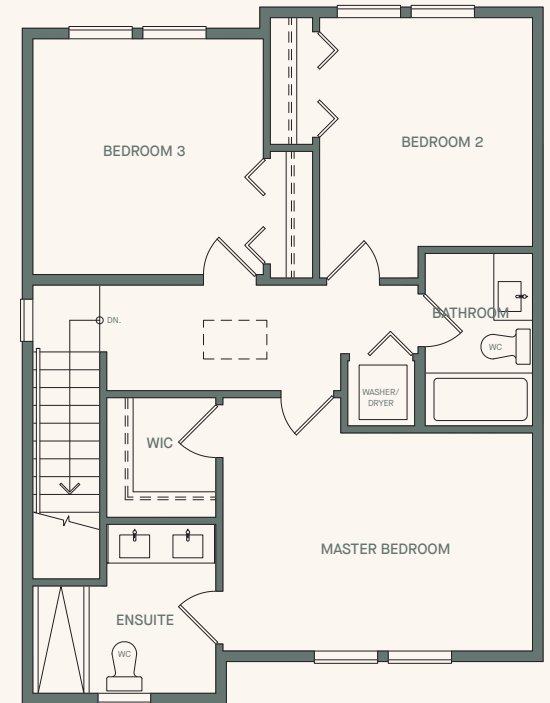 BEDROOM 2
BEDROOM 3
BATHROOM
DN.
WC
WASHER/
DRYER
WIC
MASTER BEDROOM
ENSUITE
WC